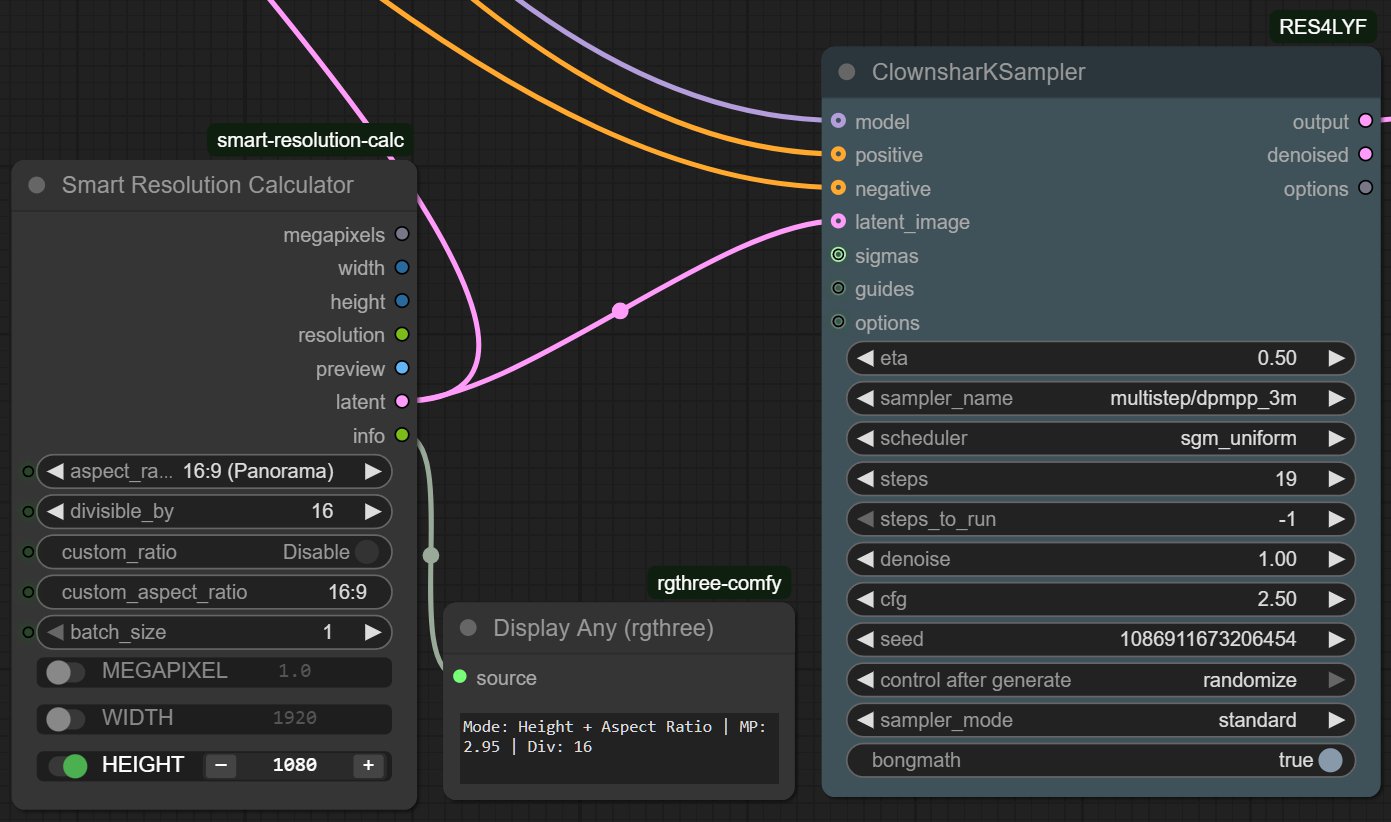 smart-resolution-calc
Smart Resolution Calculator
megapixels
width
height
resolution
preview
latent
info
aspect_ra... 16:9 (Panorama)
divisible_by 16
custom_ratio Disable
custom_aspect_ratio 16:9
batch_size 1
MEGAPIXEL 1.0
WIDTH 1920
HEIGHT − 1080 +
rgthree-comfy
Display Any (rgthree)
source
Mode: Height + Aspect Ratio | MP:
2.95 | Div: 16
RES4LYF
ClownsharKSampler
model output
positive denoised
negative options
latent_image
sigmas
guides
options
eta 0.50
sampler_name multistep/dpmpp_3m
scheduler sgm_uniform
steps 19
steps_to_run -1
denoise 1.00
cfg 2.50
seed 1086911673206454
control after generate randomize
sampler_mode standard
bongmath true